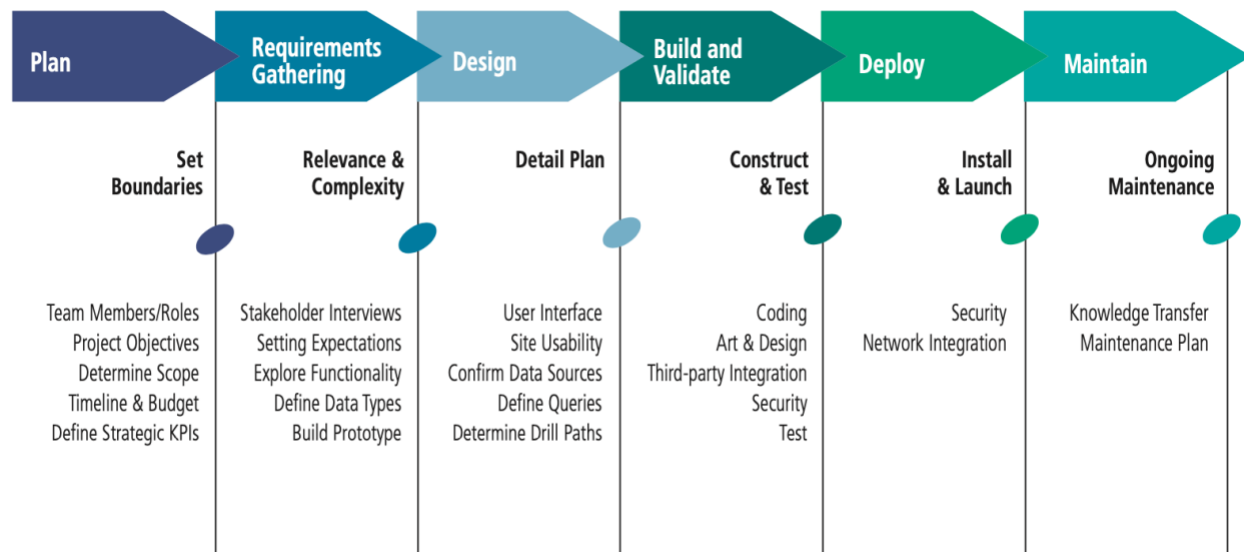 Plan
Requirements
Gathering
Design
Build and
Validate
Deploy
Maintain
Set
Boundaries
Relevance &
Complexity
Detail Plan
Construct
& Test
Install
& Launch
Ongoing
Maintenance
Team Members/Roles
Project Objectives
Determine Scope
Timeline & Budget
Define Strategic KPIs
Stakeholder Interviews
Setting Expectations
Explore Functionality
Define Data Types
Build Prototype
User Interface
Site Usability
Confirm Data Sources
Define Queries
Determine Drill Paths
Coding
Art & Design
Third-party Integration
Security
Test
Security
Network Integration
Knowledge Transfer
Maintenance Plan